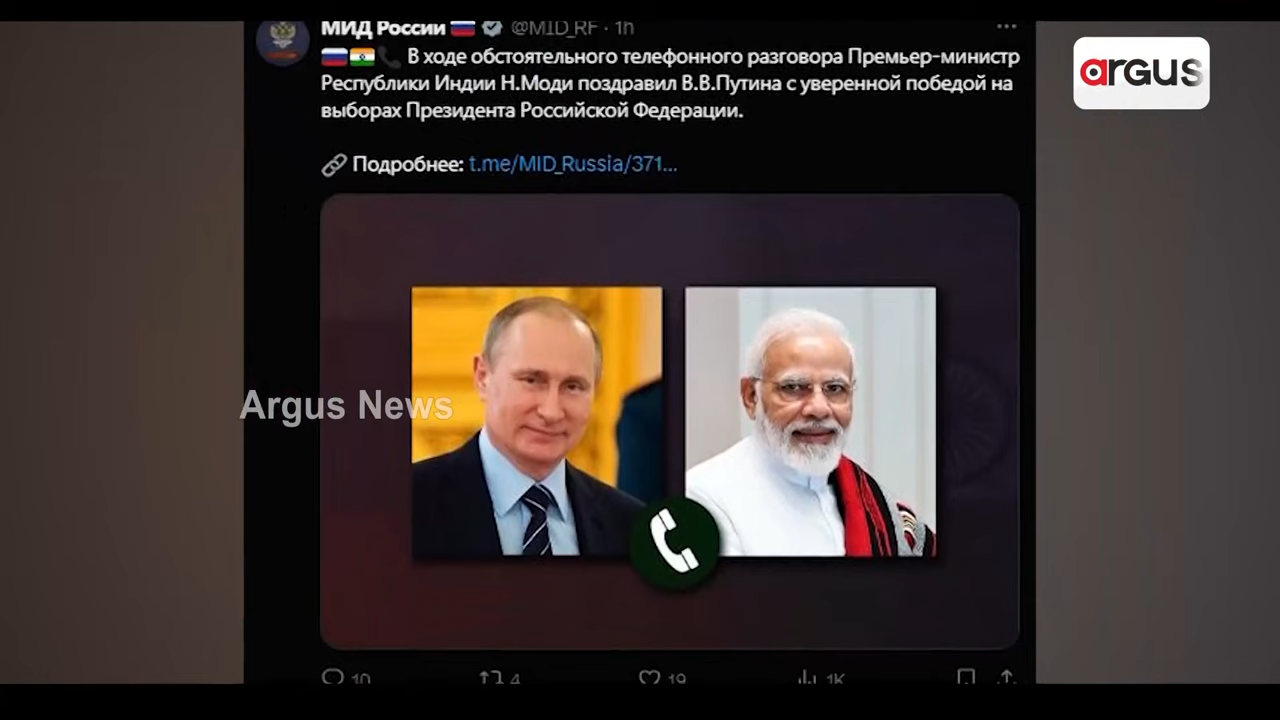 МИД России @MID_RF · 1h
argus
В ходе обстоятельного телефонного разговора Премьер-министр
Республики Индии Н.Моди поздравил В.В.Путина с уверенной победой на
выборах Президента Российской Федерации.
Подробнее: t.me/MID_Russia/371...
Argus News
10 4 19 1K